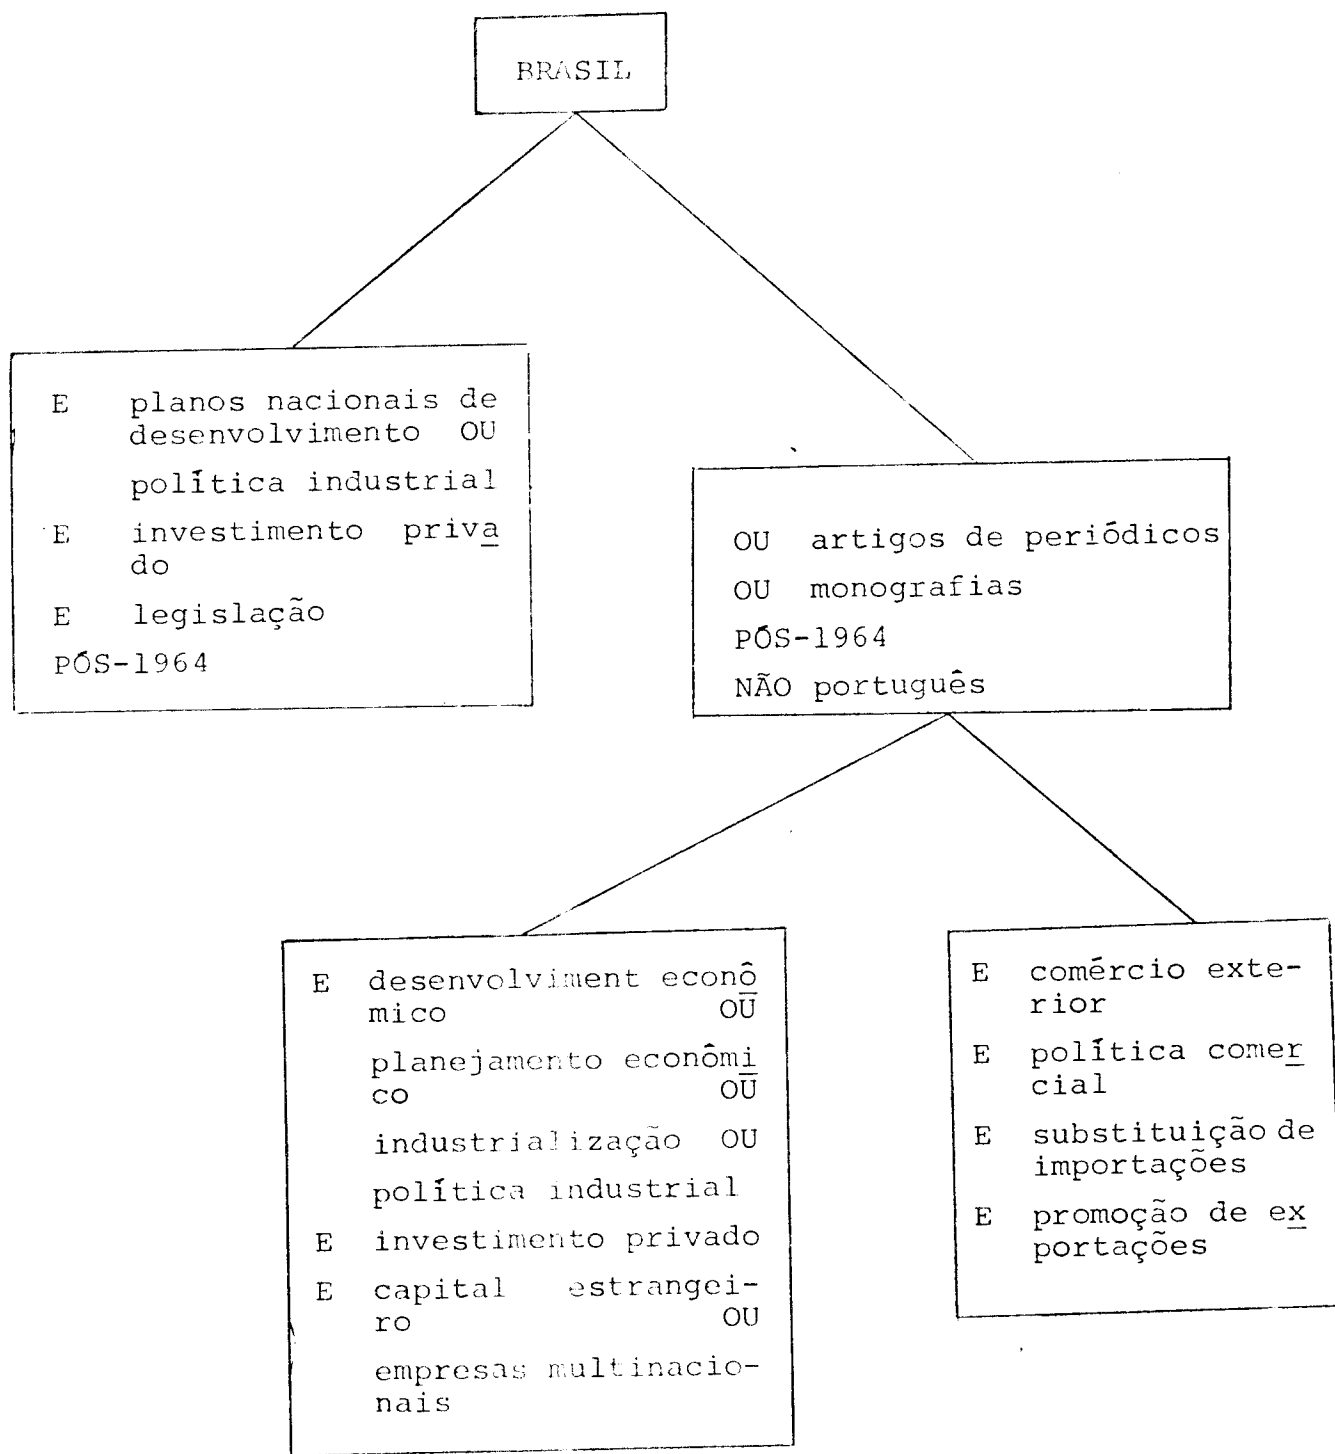 BRASIL
E planos nacionais de
desenvolvimento OU
política industrial
E investimento priva
do
E legislação
PÓS-1964
OU artigos de periódicos
OU monografias
PÓS-1964
NÃO português
E desenvolviment econô
mico OU
planejamento econômi
co OU
industrialização OU
política industrial
E investimento privado
E capital estrangei-
ro OU
empresas multinacio-
nais
E comércio exte-
rior
E política comer
cial
E substituição de
importações
E promoção de ex
portações